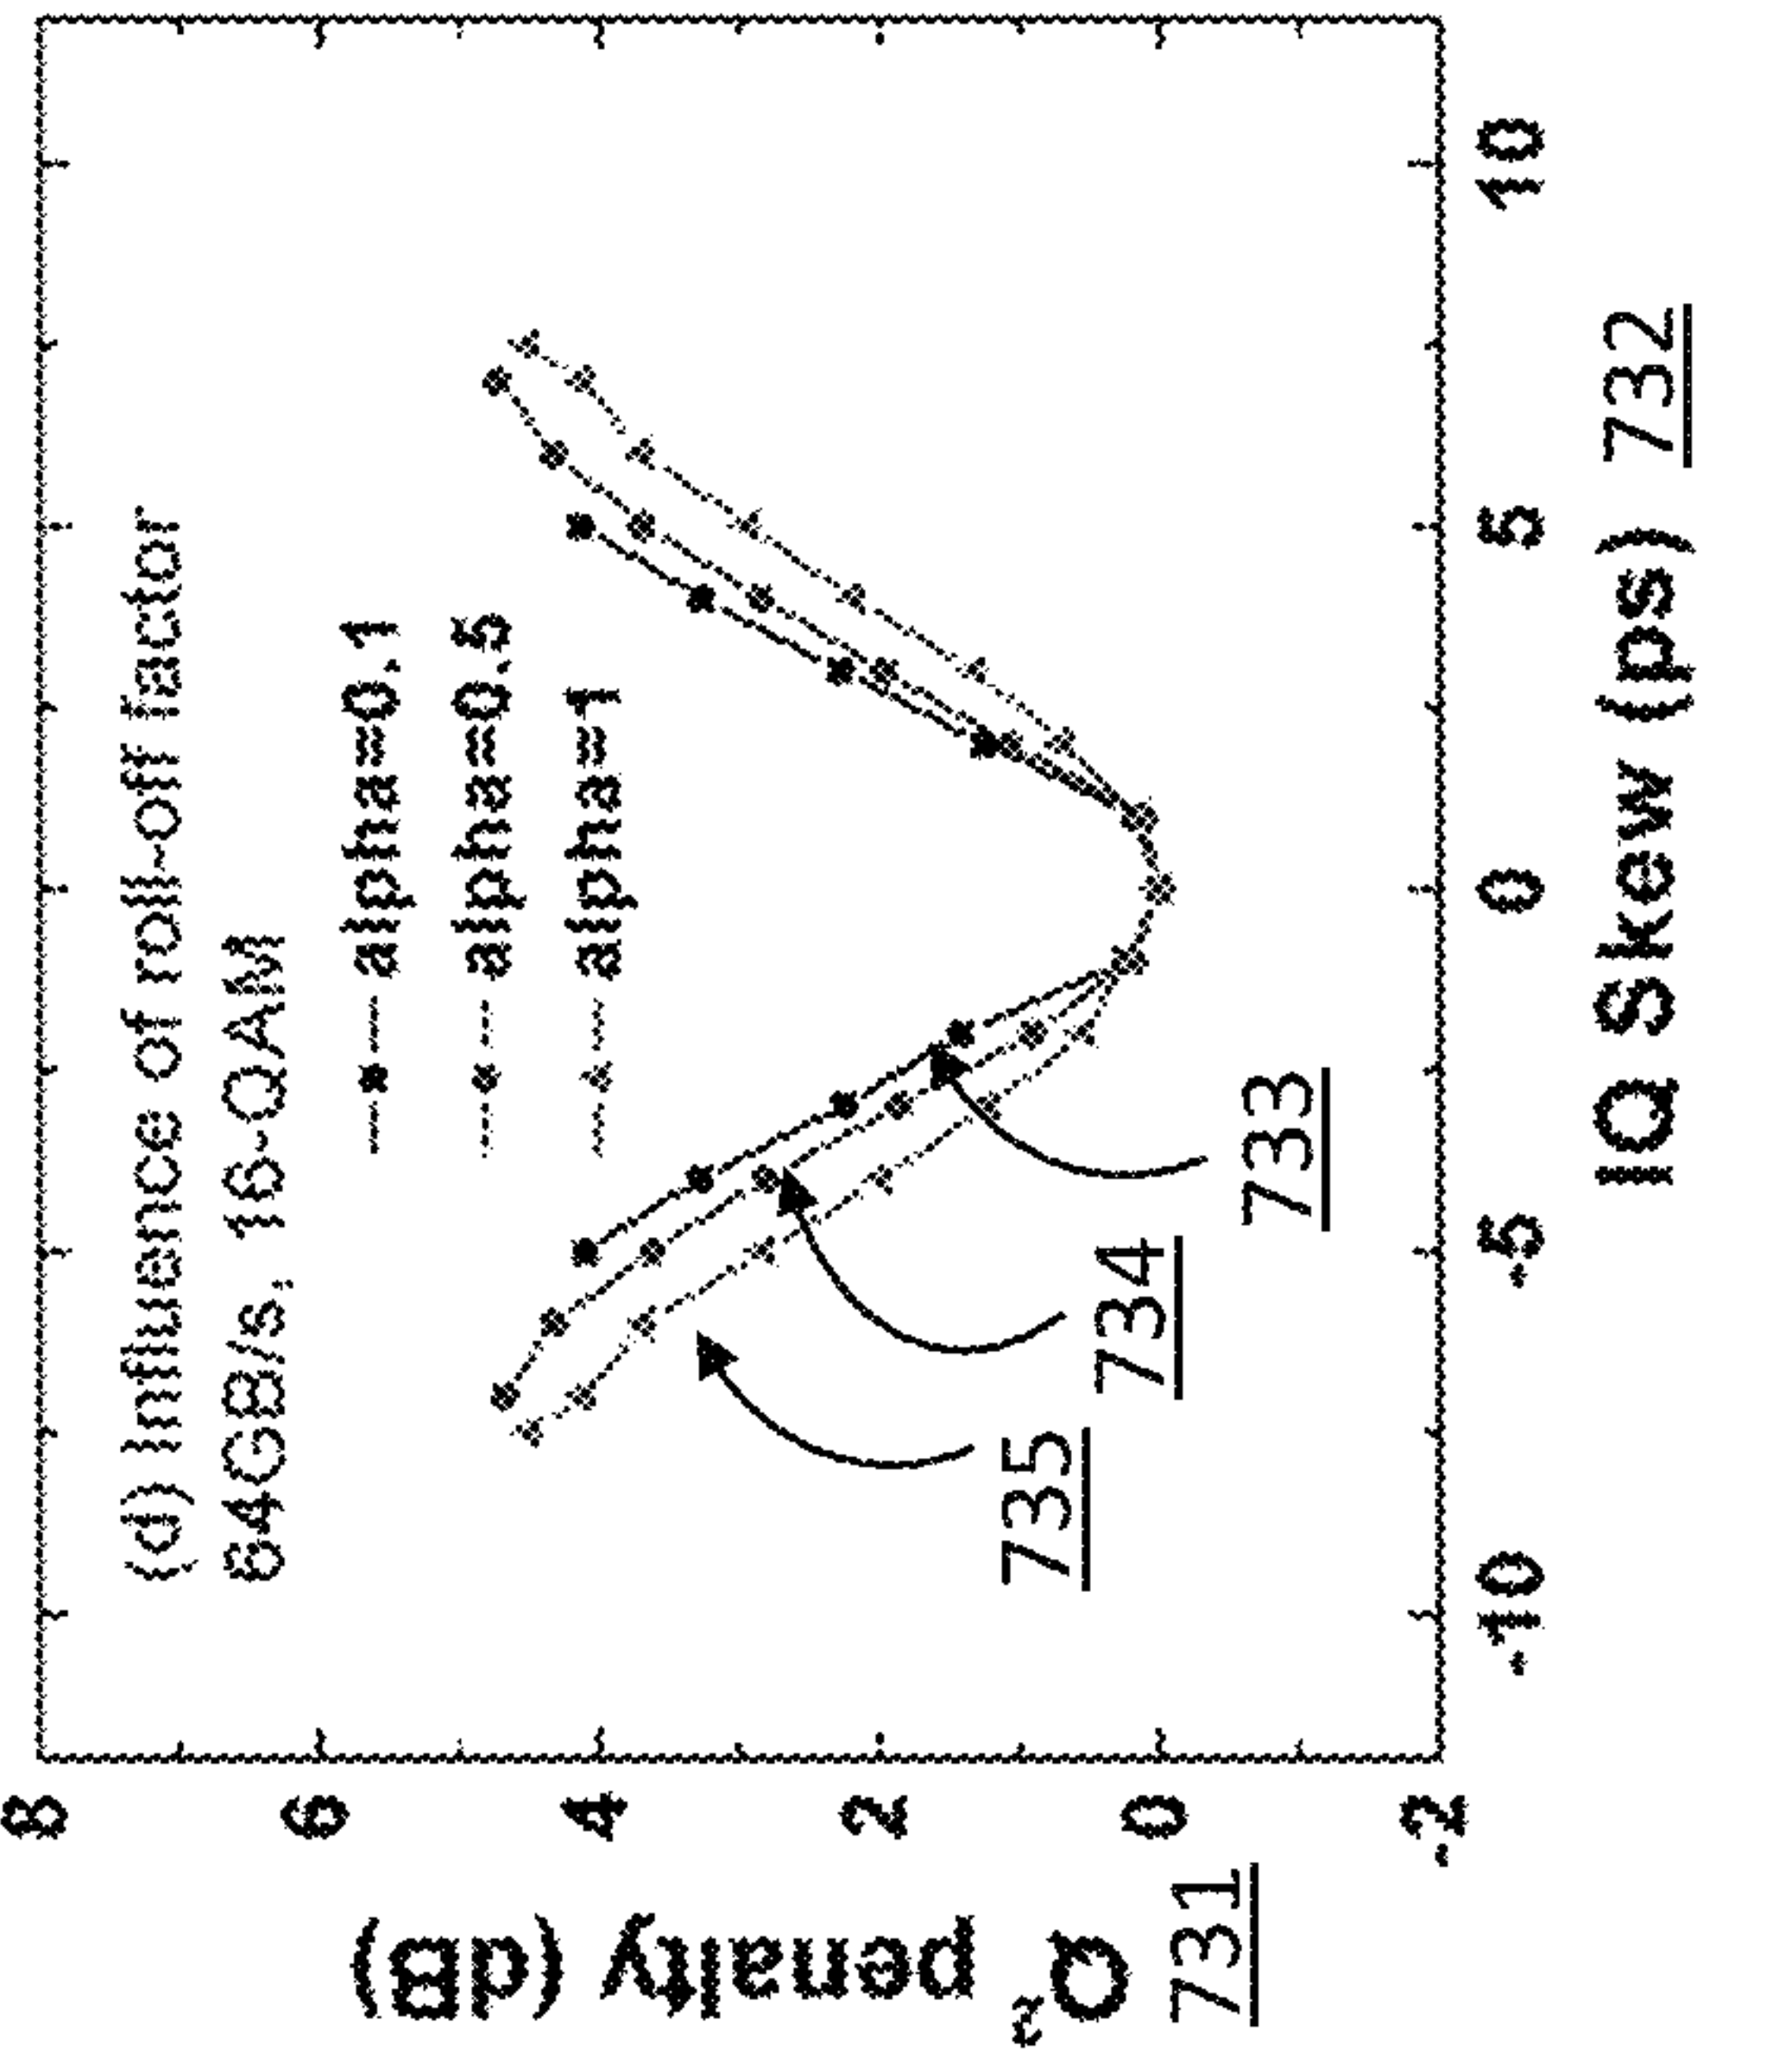 (d) Influence of roll-off factor
64GB/s, 16-QAM
alpha=0.1
alpha=0.5
alpha=1
8
6
4
2
0
-2
Q² penalty (dB)
731
735
734
733
-10
-5
0
5
10
IQ Skew (ps) 732